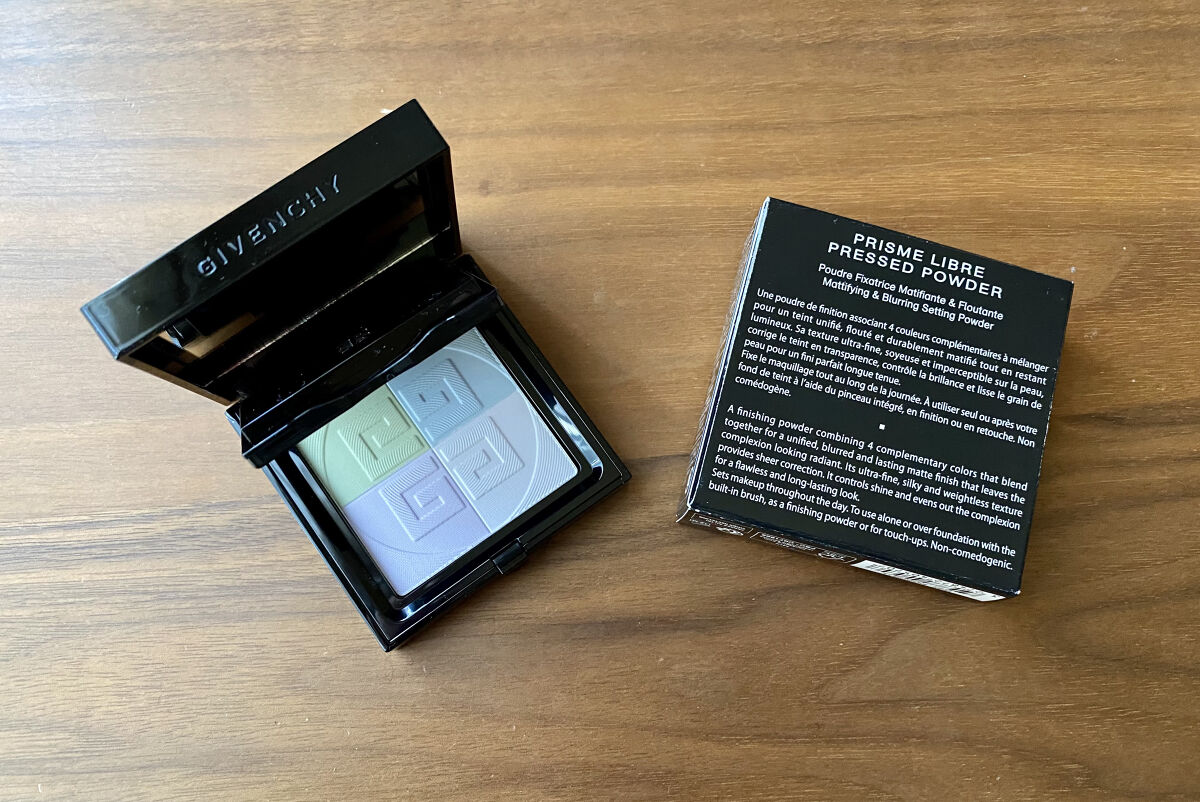 GIVENCHY
PRISME LIBRE
PRESSED POWDER
Poudre Fixatrice Matifiante & Floutante
Mattifying & Blurring Setting Powder
Une poudre de finition associant 4 couleurs complémentaires à mélanger
pour un teint unifié, flouté et durablement matifié tout en restant
lumineux. Sa texture ultra-fine, soyeuse et imperceptible sur la peau,
corrige le teint en transparence, contrôle la brillance et lisse le grain de
peau pour un fini parfait longue tenue.
Fixe le maquillage tout au long de la journée. À utiliser seul ou après votre
fond de teint à l'aide du pinceau intégré, en finition ou en retouche. Non
comédogène.
A finishing powder combining 4 complementary colors that blend
together for a unified, blurred and lasting matte finish that leaves the
complexion looking radiant. Its ultra-fine, silky and weightless texture
provides sheer correction. It controls shine and evens out the complexion
for a flawless and long-lasting look.
Sets makeup throughout the day. To use alone or over foundation with the
built-in brush, as a finishing powder or for touch-ups. Non-comedogenic.